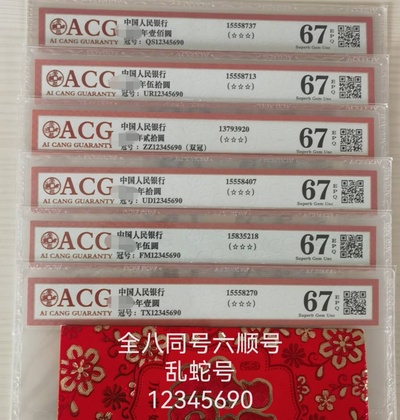 ACG
AI CANG GUARANTY
中国人民银行
年壹佰圆
冠号：QS12345690
15558737
(☆☆☆)
67 EPQ
Superb Gem Unc
ACG
AI CANG GUARANTY
中国人民银行
年伍拾圆
冠号：UR12345690
15558713
(☆☆☆)
67 EPQ
Superb Gem Unc
ACG
AI CANG GUARANTY
中国人民银行
年贰拾圆
冠号：ZZ12345690（双冠）
13793920
(☆☆☆)
67 EPQ
Superb Gem Unc
ACG
AI CANG GUARANTY
中国人民银行
年拾圆
冠号：UD12345690
15558407
(☆☆☆)
67 EPQ
Superb Gem Unc
ACG
AI CANG GUARANTY
中国人民银行
年伍圆
冠号：FM12345690
15835218
(☆☆☆)
67 EPQ
Superb Gem Unc
ACG
AI CANG GUARANTY
中国人民银行
年壹圆
冠号：TX12345690
15558270
(☆☆☆)
67 EPQ
Superb Gem Unc
全八同号六顺号
乱蛇号
12345690